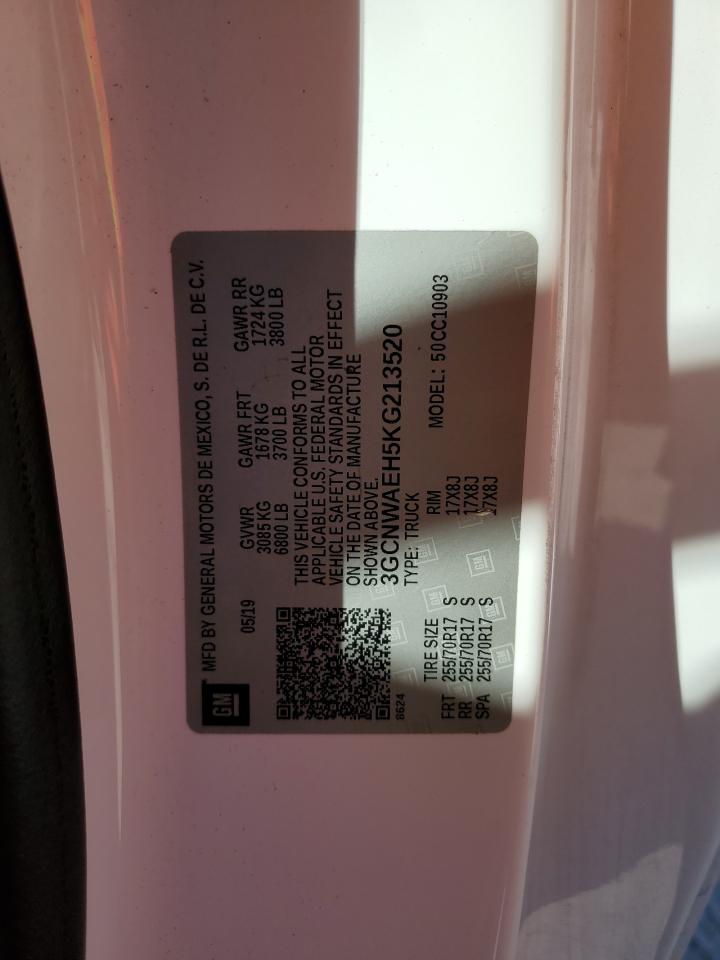 GM
MFD BY GENERAL MOTORS DE MEXICO, S. DE R.L. DE C.V.
05/19 GVWR GAWR FRT GAWR RR
3085 KG 1678 KG 1724 KG
6800 LB 3700 LB 3800 LB
THIS VEHICLE CONFORMS TO ALL
APPLICABLE U.S. FEDERAL MOTOR
VEHICLE SAFETY STANDARDS IN EFFECT
ON THE DATE OF MANUFACTURE
SHOWN ABOVE.
3GCNWAEH5KG213520
8624
TYPE: TRUCK MODEL: 50CC10903
TIRE SIZE RIM
FRT 255/70R17 S 17X8J
RR 255/70R17 S 17X8J
SPA 255/70R17 S 17X8J